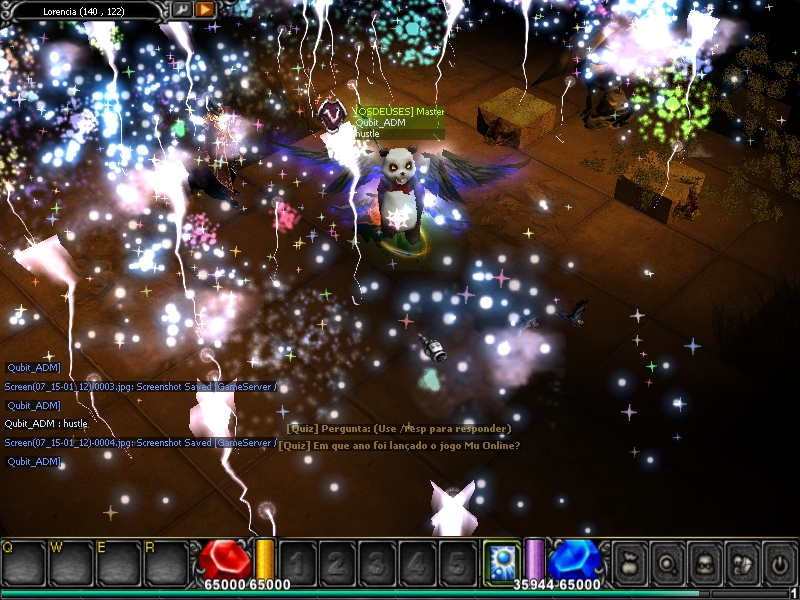 Lorencia (140 , 122)
VOSDEUSES] Master
Qubit_ADM
hustle
Qubit_ADM]
Screen(07_15-01_12)-0003.jpg: Screenshot Saved [GameServer /
Qubit_ADM]
Qubit_ADM : hustle
[Quiz] Pergunta: (Use /resp para responder)
Screen(07_15-01_12)-0004.jpg: Screenshot Saved [GameServer /
[Quiz] Em que ano foi lançado o jogo Mu Online?
Qubit_ADM]
Q W E R
1 2 3 4 5
65000/65000
35944-65000
1